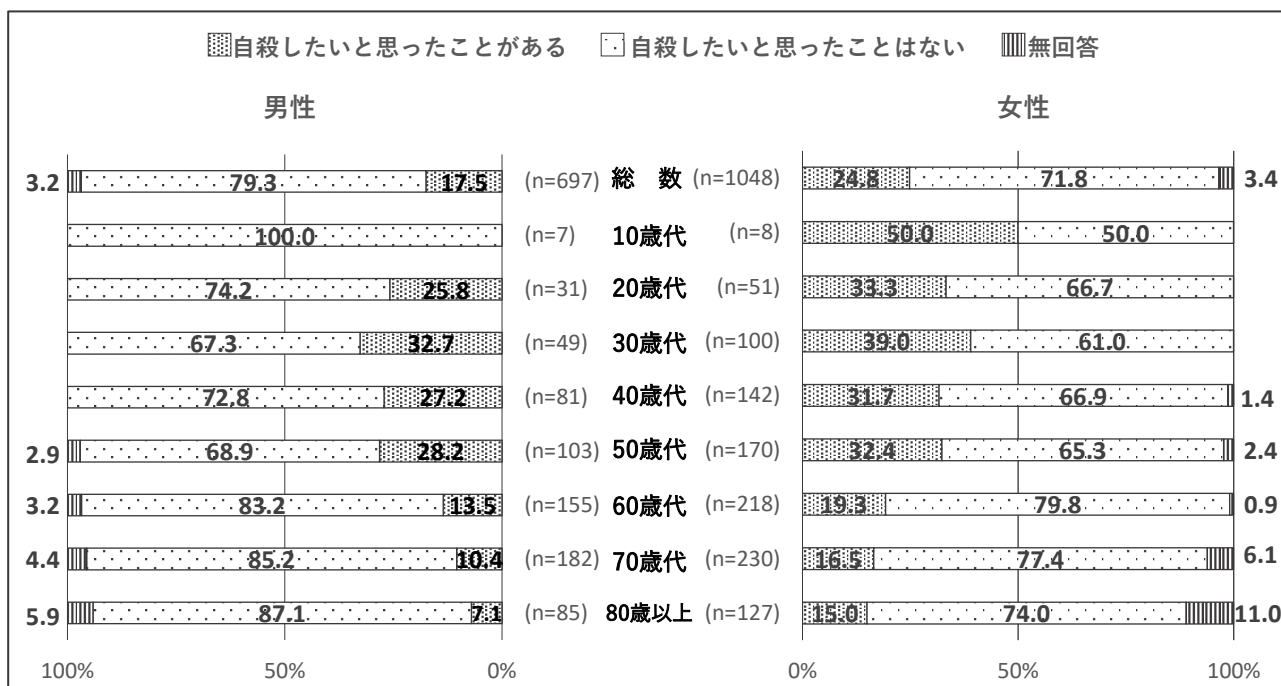 自殺したいと思ったことがある 自殺したいと思ったことはない 無回答
男性 女性
3.2 79.3 17.5 (n=697) 総 数 (n=1048) 24.8 71.8 3.4
100.0 (n=7) 10歳代 (n=8) 50.0 50.0
74.2 25.8 (n=31) 20歳代 (n=51) 33.3 66.7
67.3 32.7 (n=49) 30歳代 (n=100) 39.0 61.0
72.8 27.2 (n=81) 40歳代 (n=142) 31.7 66.9 1.4
2.9 68.9 28.2 (n=103) 50歳代 (n=170) 32.4 65.3 2.4
3.2 83.2 13.5 (n=155) 60歳代 (n=218) 19.3 79.8 0.9
4.4 85.2 10.4 (n=182) 70歳代 (n=230) 16.5 77.4 6.1
5.9 87.1 7.1 (n=85) 80歳以上 (n=127) 15.0 74.0 11.0
100% 50% 0% 0% 50% 100%